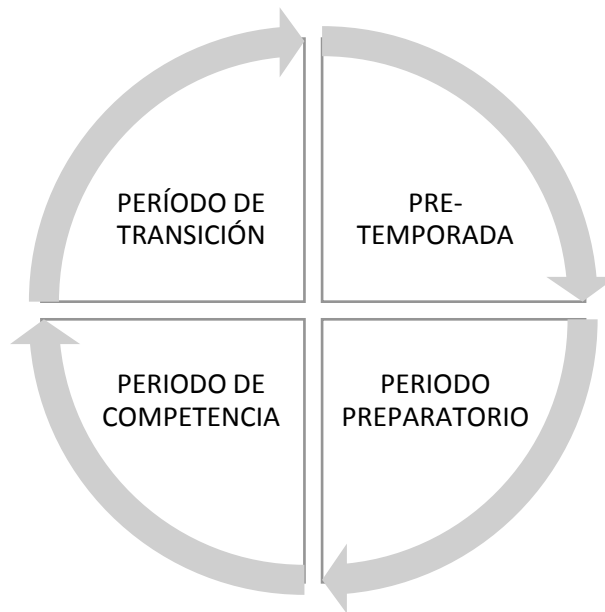 PERÍODO DE
TRANSICIÓN
PRE-
TEMPORADA
PERIODO DE
COMPETENCIA
PERIODO
PREPARATORIO